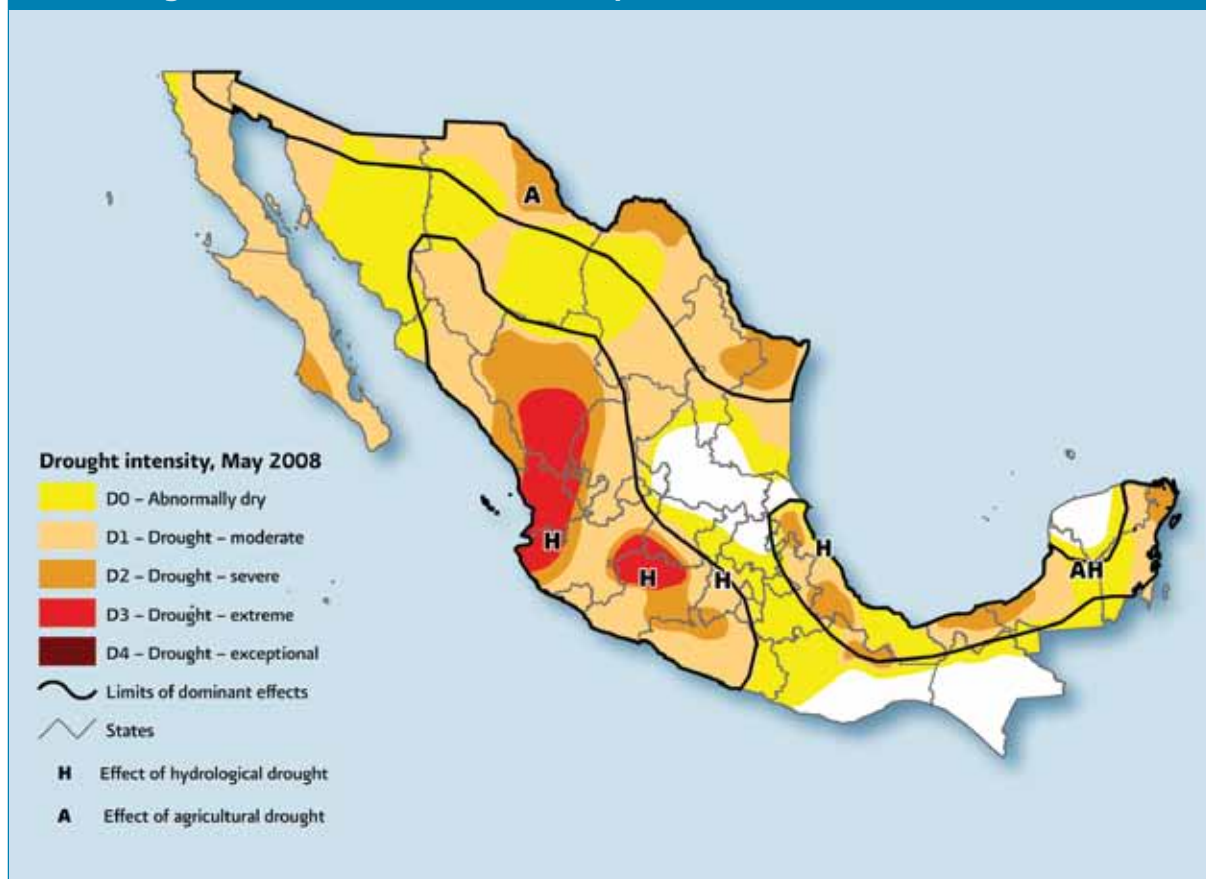 A
H
H
H
H
AH
Drought intensity, May 2008
D0 – Abnormally dry
D1 – Drought – moderate
D2 – Drought – severe
D3 – Drought – extreme
D4 – Drought – exceptional
Limits of dominant effects
States
H Effect of hydrological drought
A Effect of agricultural drought